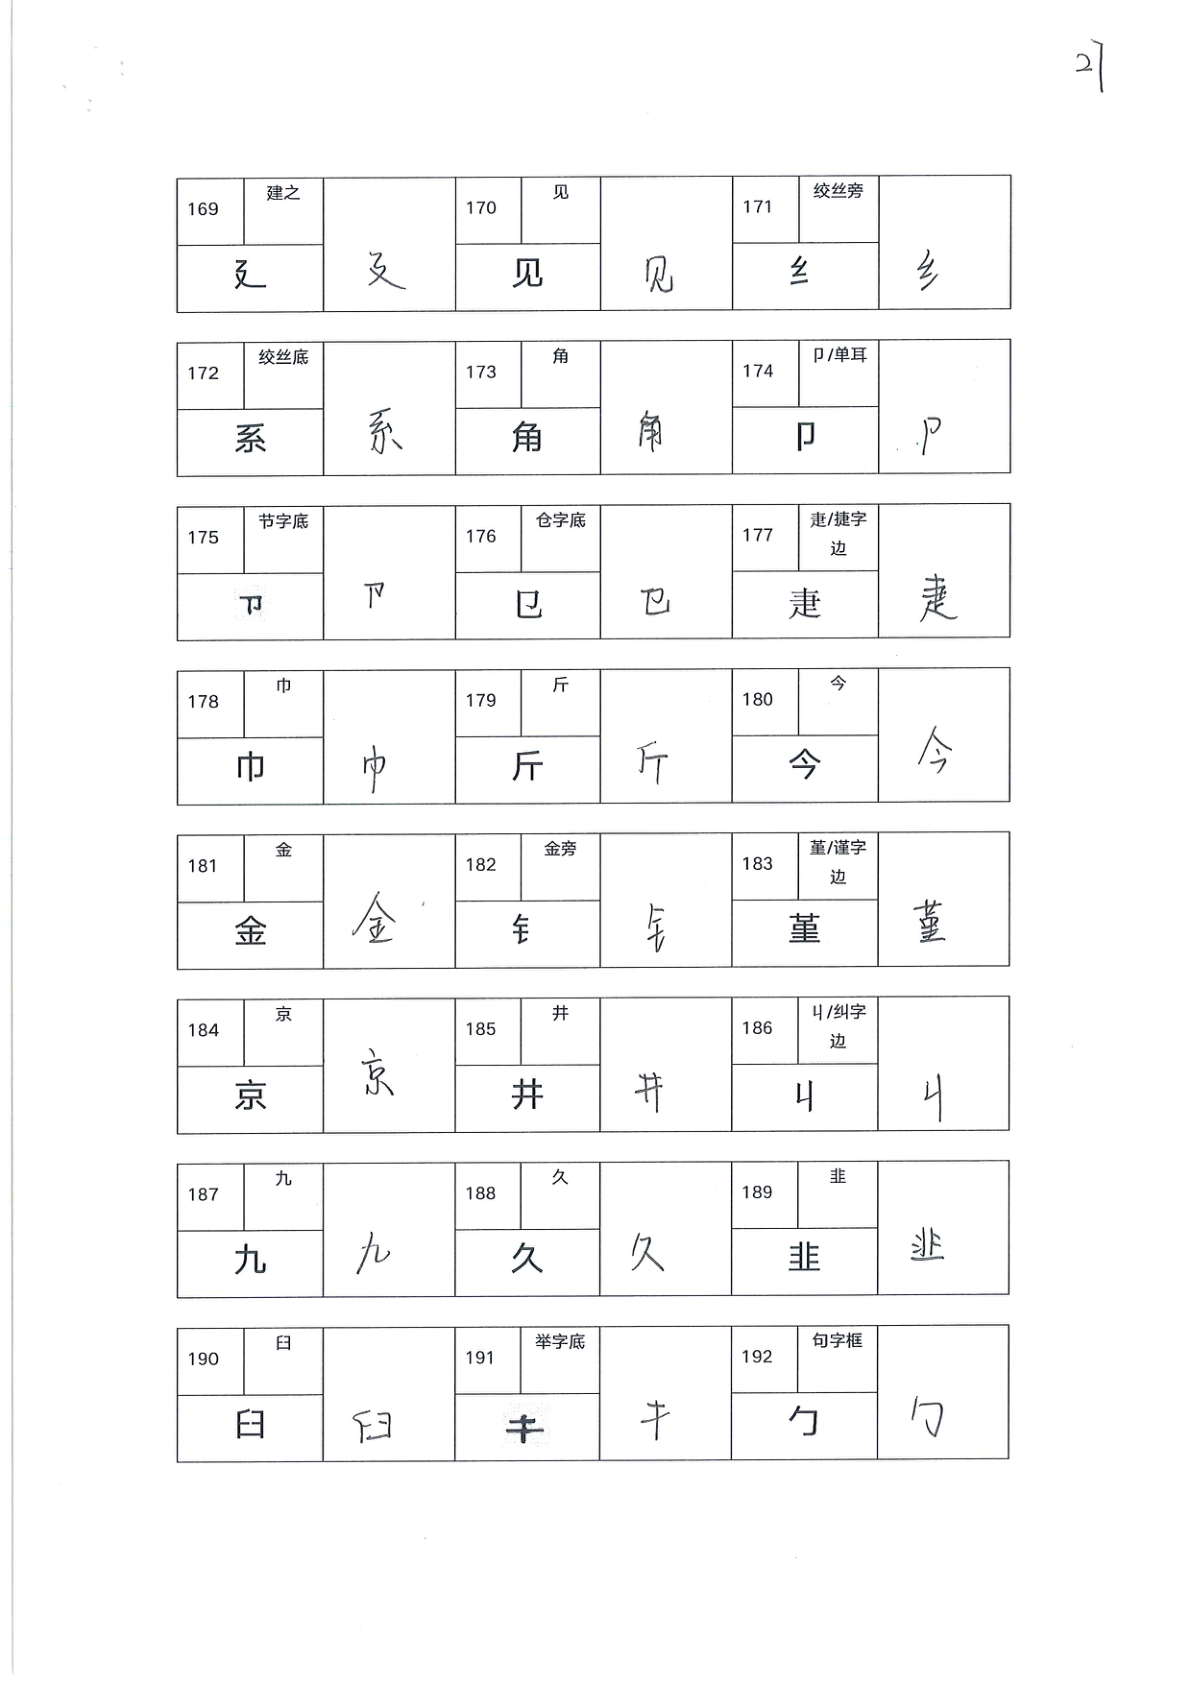 27
169 建之 廴 廴
170 见 见 见
171 绞丝旁 纟 纟
172 绞丝底 系 系
173 角 角 角
174 卩/单耳 卩 卩
175 节字底
176 仓字底 㔾 㔾
177 疌/捷字边 疌 疌
178 巾 巾 巾
179 斤 斤 斤
180 今 今 今
181 金 金 金
182 金旁 钅 钅
183 堇/谨字边 堇 堇
184 京 京 京
185 井 井 井
186 丩/纠字边 丩 丩
187 九 九 九
188 久 久 久
189 韭 韭 韭
190 臼 臼 臼
191 举字底
192 句字框 勹 勹